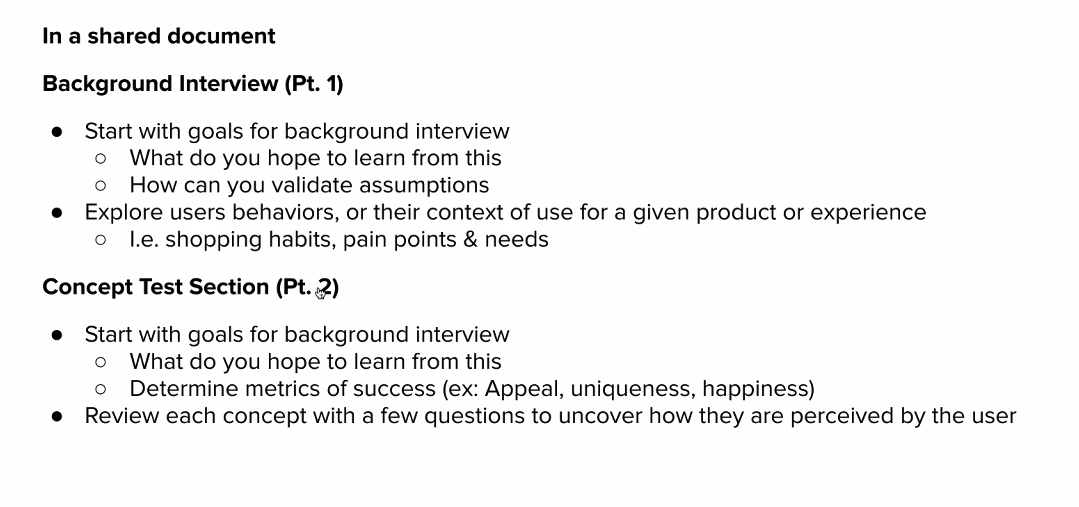 In a shared document
Background Interview (Pt. 1)
● Start with goals for background interview
○ What do you hope to learn from this
○ How can you validate assumptions
● Explore users behaviors, or their context of use for a given product or experience
○ I.e. shopping habits, pain points & needs
Concept Test Section (Pt. 2)
● Start with goals for background interview
○ What do you hope to learn from this
○ Determine metrics of success (ex: Appeal, uniqueness, happiness)
● Review each concept with a few questions to uncover how they are perceived by the user